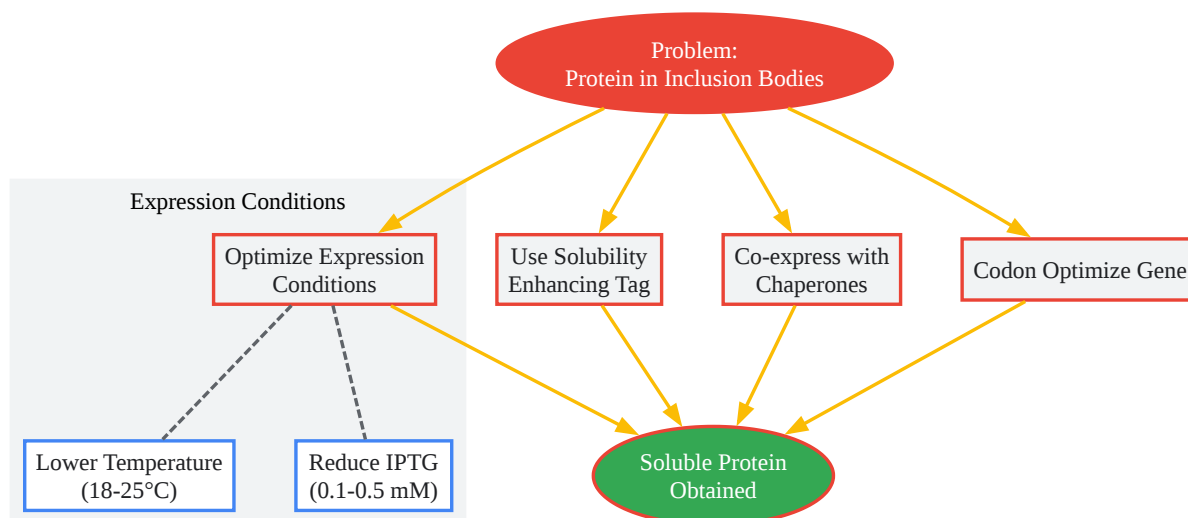 Problem:
Protein in Inclusion Bodies
Expression Conditions
Optimize Expression
Conditions
Use Solubility
Enhancing Tag
Co-express with
Chaperones
Codon Optimize Gene
Lower Temperature
(18-25°C)
Reduce IPTG
(0.1-0.5 mM)
Soluble Protein
Obtained